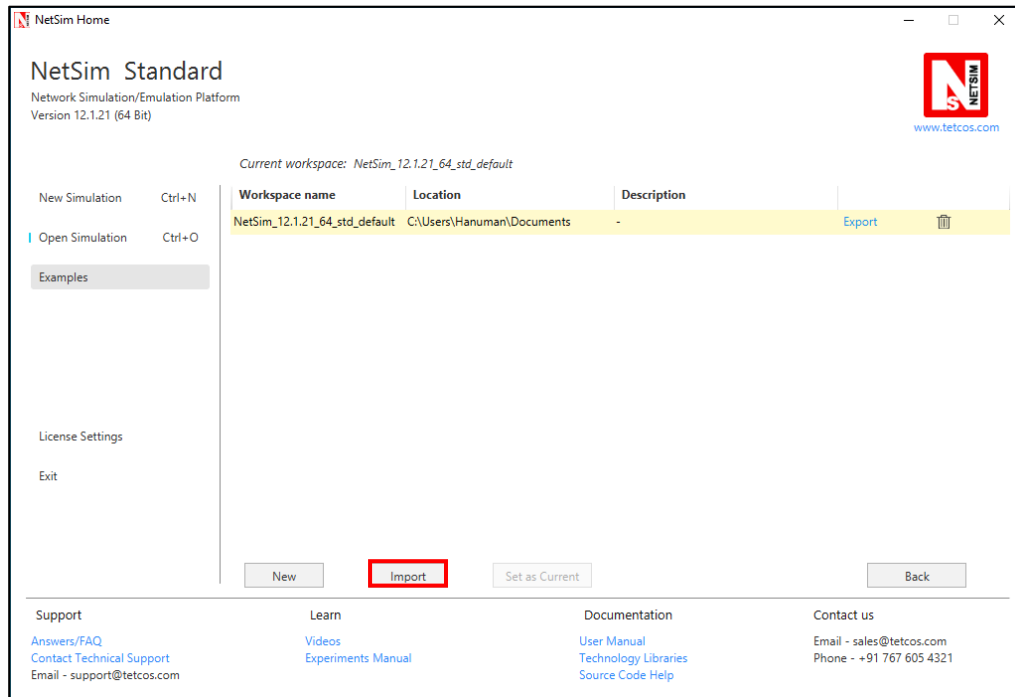 NetSim Home
NetSim Standard
Network Simulation/Emulation Platform
Version 12.1.21 (64 Bit)
NS NETSIM
www.tetcos.com
Current workspace: NetSim_12.1.21_64_std_default
New Simulation Ctrl+N
Open Simulation Ctrl+O
Examples
License Settings
Exit
Workspace name Location Description
NetSim_12.1.21_64_std_default C:\Users\Hanuman\Documents - Export
New Import Set as Current Back
Support
Answers/FAQ
Contact Technical Support
Email - support@tetcos.com
Learn
Videos
Experiments Manual
Documentation
User Manual
Technology Libraries
Source Code Help
Contact us
Email - sales@tetcos.com
Phone - +91 767 605 4321